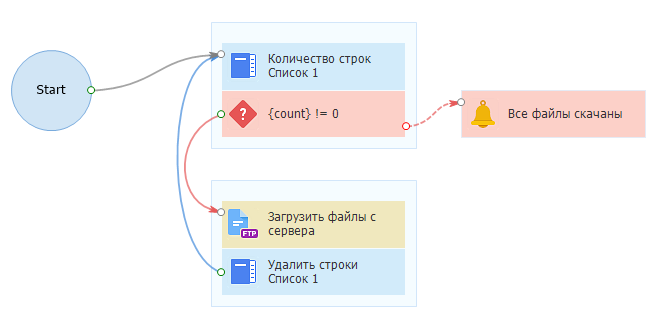 Start
Количество строк
Список 1
{count} != 0
Все файлы скачаны
Загрузить файлы с
сервера
FTP
Удалить строки
Список 1